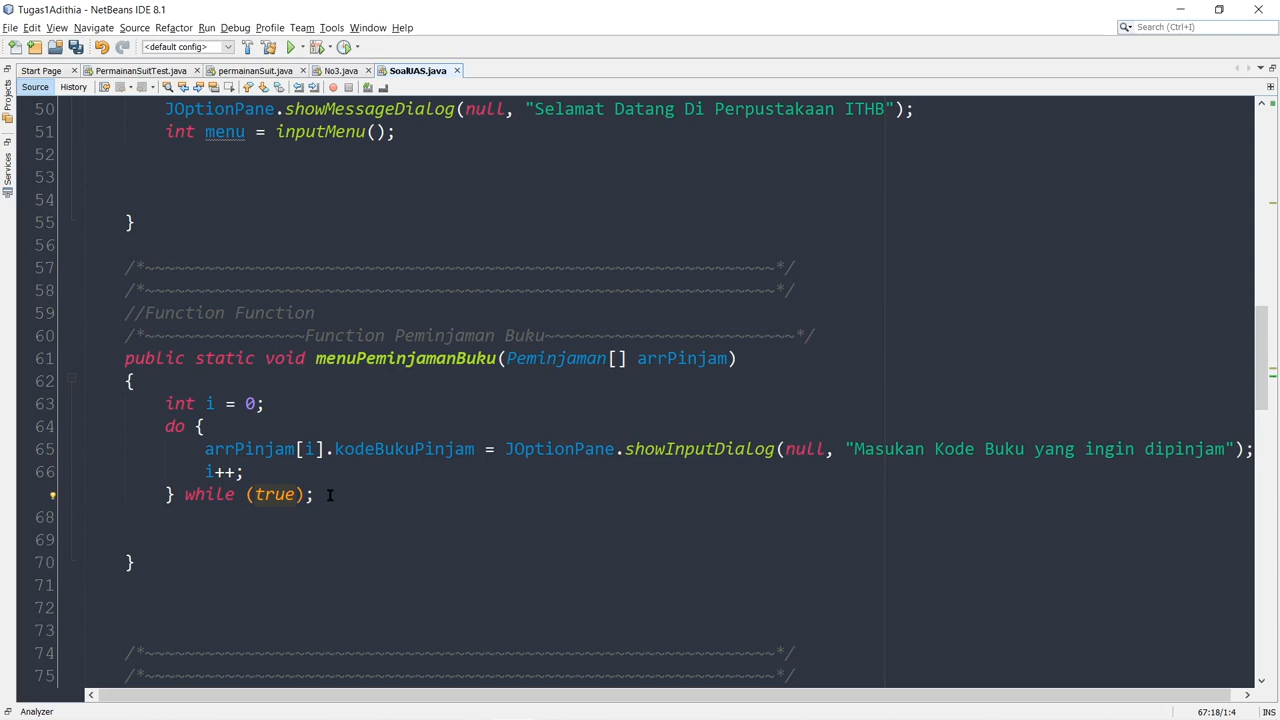 Tugas1Adithia - NetBeans IDE 8.1
File Edit View Navigate Source Refactor Run Debug Profile Team Tools Window Help
Search (Ctrl+I)
<default config>
Start Page PermainanSuitTest.java permainanSuit.java No3.java SoalUAS.java
Source History
Projects
Services
50 JOptionPane.showMessageDialog(null, "Selamat Datang Di Perpustakaan ITHB");
51 int menu = inputMenu();
52
53
54
55 }
56
57 /*~~~~~~~~~~~~~~~~~~~~~~~~~~~~~~~~~~~~~~~~~~~~~~~~~~~~~~~~~~~~~~~*/
58 /*~~~~~~~~~~~~~~~~~~~~~~~~~~~~~~~~~~~~~~~~~~~~~~~~~~~~~~~~~~~~~~~*/
59 //Function Function
60 /*~~~~~~~~~~~~~~~~Function Peminjaman Buku~~~~~~~~~~~~~~~~~~~~~~~~~*/
61 public static void menuPeminjamanBuku(Peminjaman[] arrPinjam)
62 {
63 int i = 0;
64 do {
65 arrPinjam[i].kodeBukuPinjam = JOptionPane.showInputDialog(null, "Masukan Kode Buku yang ingin dipinjam");
66 i++;
} while (true);
68
69
70 }
71
72
73
74 /*~~~~~~~~~~~~~~~~~~~~~~~~~~~~~~~~~~~~~~~~~~~~~~~~~~~~~~~~~~~~~~~*/
75 /*~~~~~~~~~~~~~~~~~~~~~~~~~~~~~~~~~~~~~~~~~~~~~~~~~~~~~~~~~~~~~~~*/
Analyzer 67:18/1:4 INS